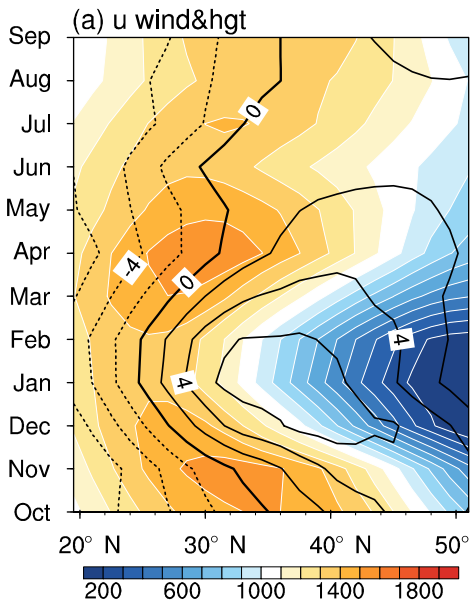 (a) u wind&hgt
Sep
Aug
Jul
Jun
May
Apr
Mar
Feb
Jan
Dec
Nov
Oct
0
-4
0
4
4
20° N 30° N 40° N 50°
200 600 1000 1400 1800